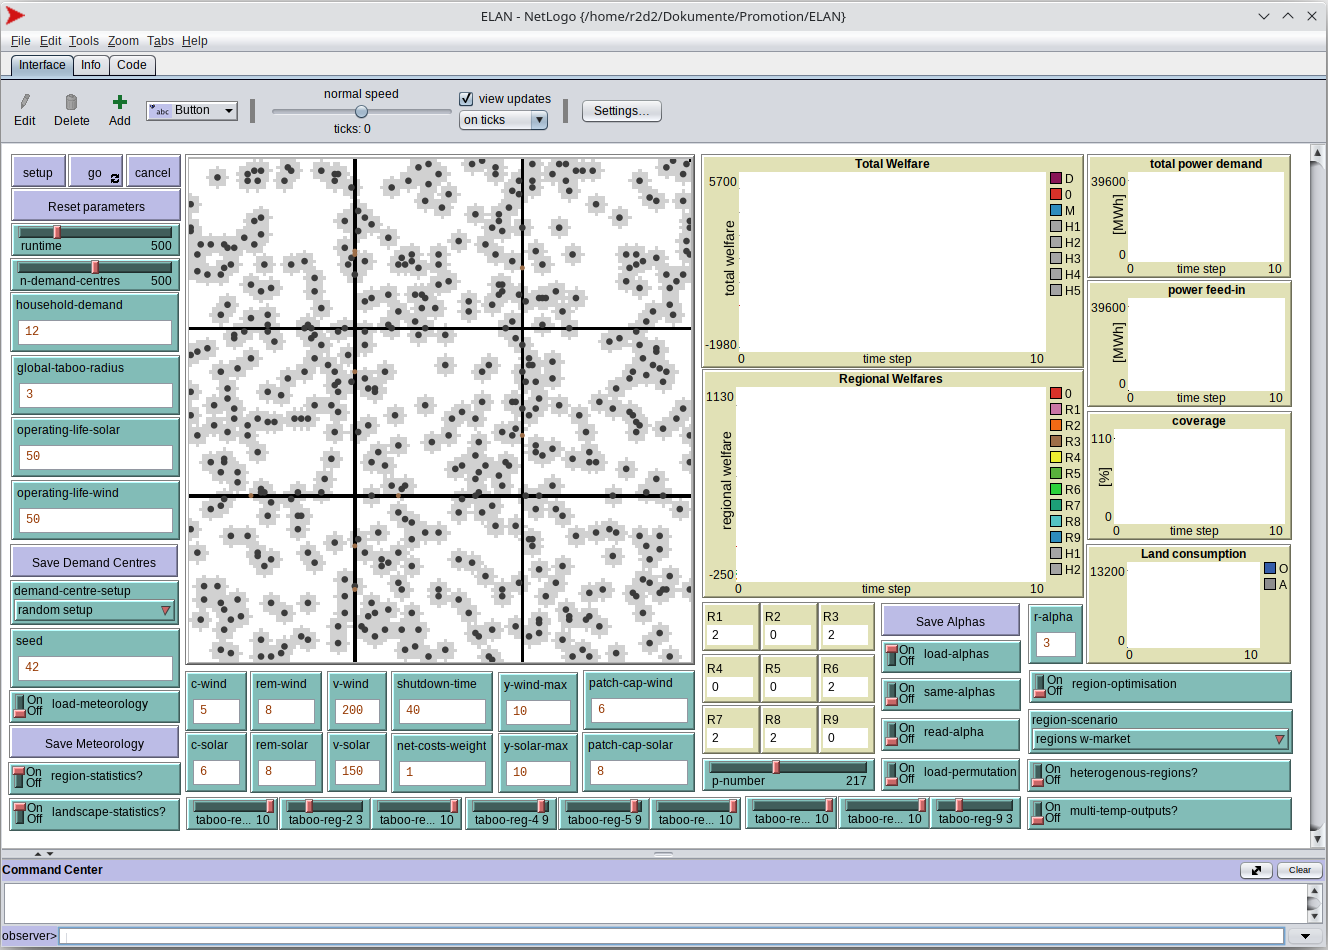 ELAN - NetLogo {/home/r2d2/Dokumente/Promotion/ELAN}
File Edit Tools Zoom Tabs Help
Interface Info Code
Edit
Delete
Add
abc Button
normal speed
ticks: 0
view updates
on ticks
Settings...
setup
go
cancel
Reset parameters
runtime 500
n-demand-centres 500
household-demand
12
global-taboo-radius
3
operating-life-solar
50
operating-life-wind
50
Save Demand Centres
demand-centre-setup
random setup
seed
42
On
Off
load-meteorology
Save Meteorology
On
Off
region-statistics?
On
Off
landscape-statistics?
c-wind
5
rem-wind
8
v-wind
200
shutdown-time
40
y-wind-max
10
patch-cap-wind
6
c-solar
6
rem-solar
8
v-solar
150
net-costs-weight
1
y-solar-max
10
patch-cap-solar
8
taboo-re... 10
taboo-reg-2 3
taboo-re... 10
taboo-reg-4 9
taboo-reg-5 9
taboo-re... 10
taboo-re... 10
taboo-re... 10
taboo-reg-9 3
Total Welfare
5700
total welfare
-1980
0
time step
10
D
0
M
H1
H2
H3
H4
H5
Regional Welfares
1130
regional welfare
-250
0
time step
10
0
R1
R2
R3
R4
R5
R6
R7
R8
R9
H1
H2
total power demand
39600
[MWh]
0
0
time step
10
power feed-in
39600
[MWh]
0
0
time step
10
coverage
110
[%]
0
0
time step
10
Land consumption
13200
0
0
10
O
A
R1
2
R2
0
R3
2
R4
0
R5
0
R6
2
R7
2
R8
2
R9
0
p-number 217
Save Alphas
On
Off
load-alphas
On
Off
same-alphas
On
Off
read-alpha
On
Off
load-permutation
r-alpha
3
On
Off
region-optimisation
region-scenario
regions w-market
On
Off
heterogenous-regions?
On
Off
multi-temp-outputs?
Command Center
Clear
observer>